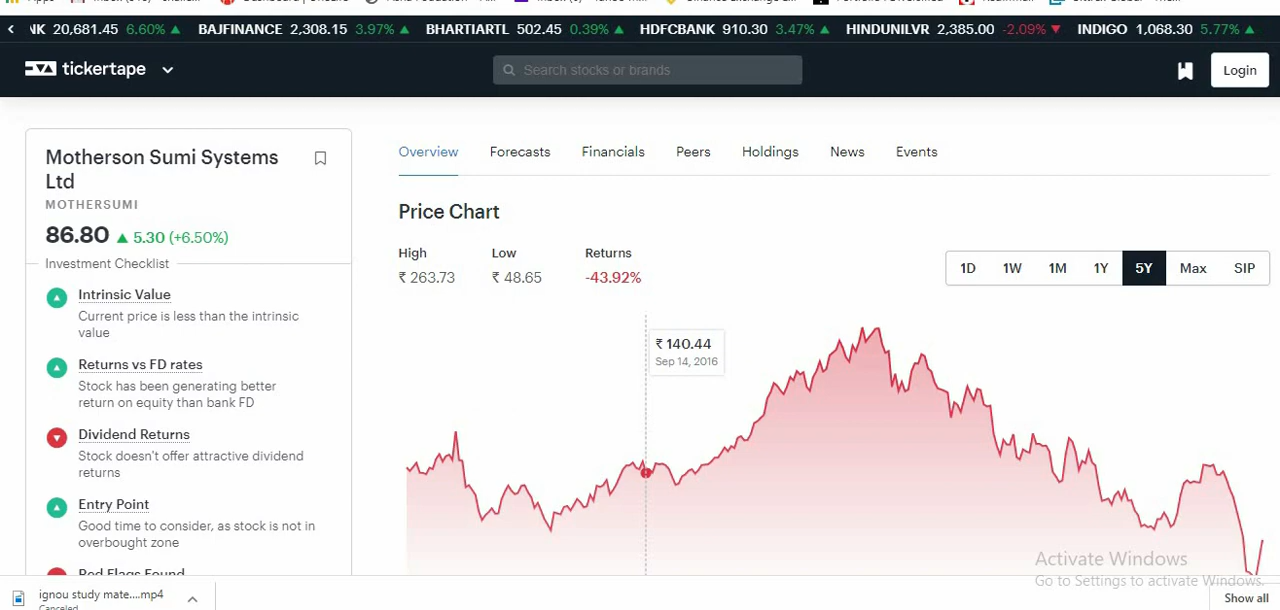 NK 20,681.45 6.60% ▲ BAJFINANCE 2,308.15 3.97% ▲ BHARTIARTL 502.45 0.39% ▲ HDFCBANK 910.30 3.47% ▲ HINDUNILVR 2,385.00 -2.09% ▼ INDIGO 1,068.30 5.77% ▲
tickertape
Search stocks or brands
Login
Motherson Sumi Systems
Ltd
MOTHERSUMI
86.80 ▲ 5.30 (+6.50%)
Investment Checklist
Intrinsic Value
Current price is less than the intrinsic
value
Returns vs FD rates
Stock has been generating better
return on equity than bank FD
Dividend Returns
Stock doesn't offer attractive dividend
returns
Entry Point
Good time to consider, as stock is not in
overbought zone
Red Flags Found
Overview Forecasts Financials Peers Holdings News Events
Price Chart
High Low Returns
₹ 263.73 ₹ 48.65 -43.92%
1D 1W 1M 1Y 5Y Max SIP
₹ 140.44
Sep 14, 2016
Activate Windows
Go to Settings to activate Windows.
ignou study mate....mp4
Canceled
Show all